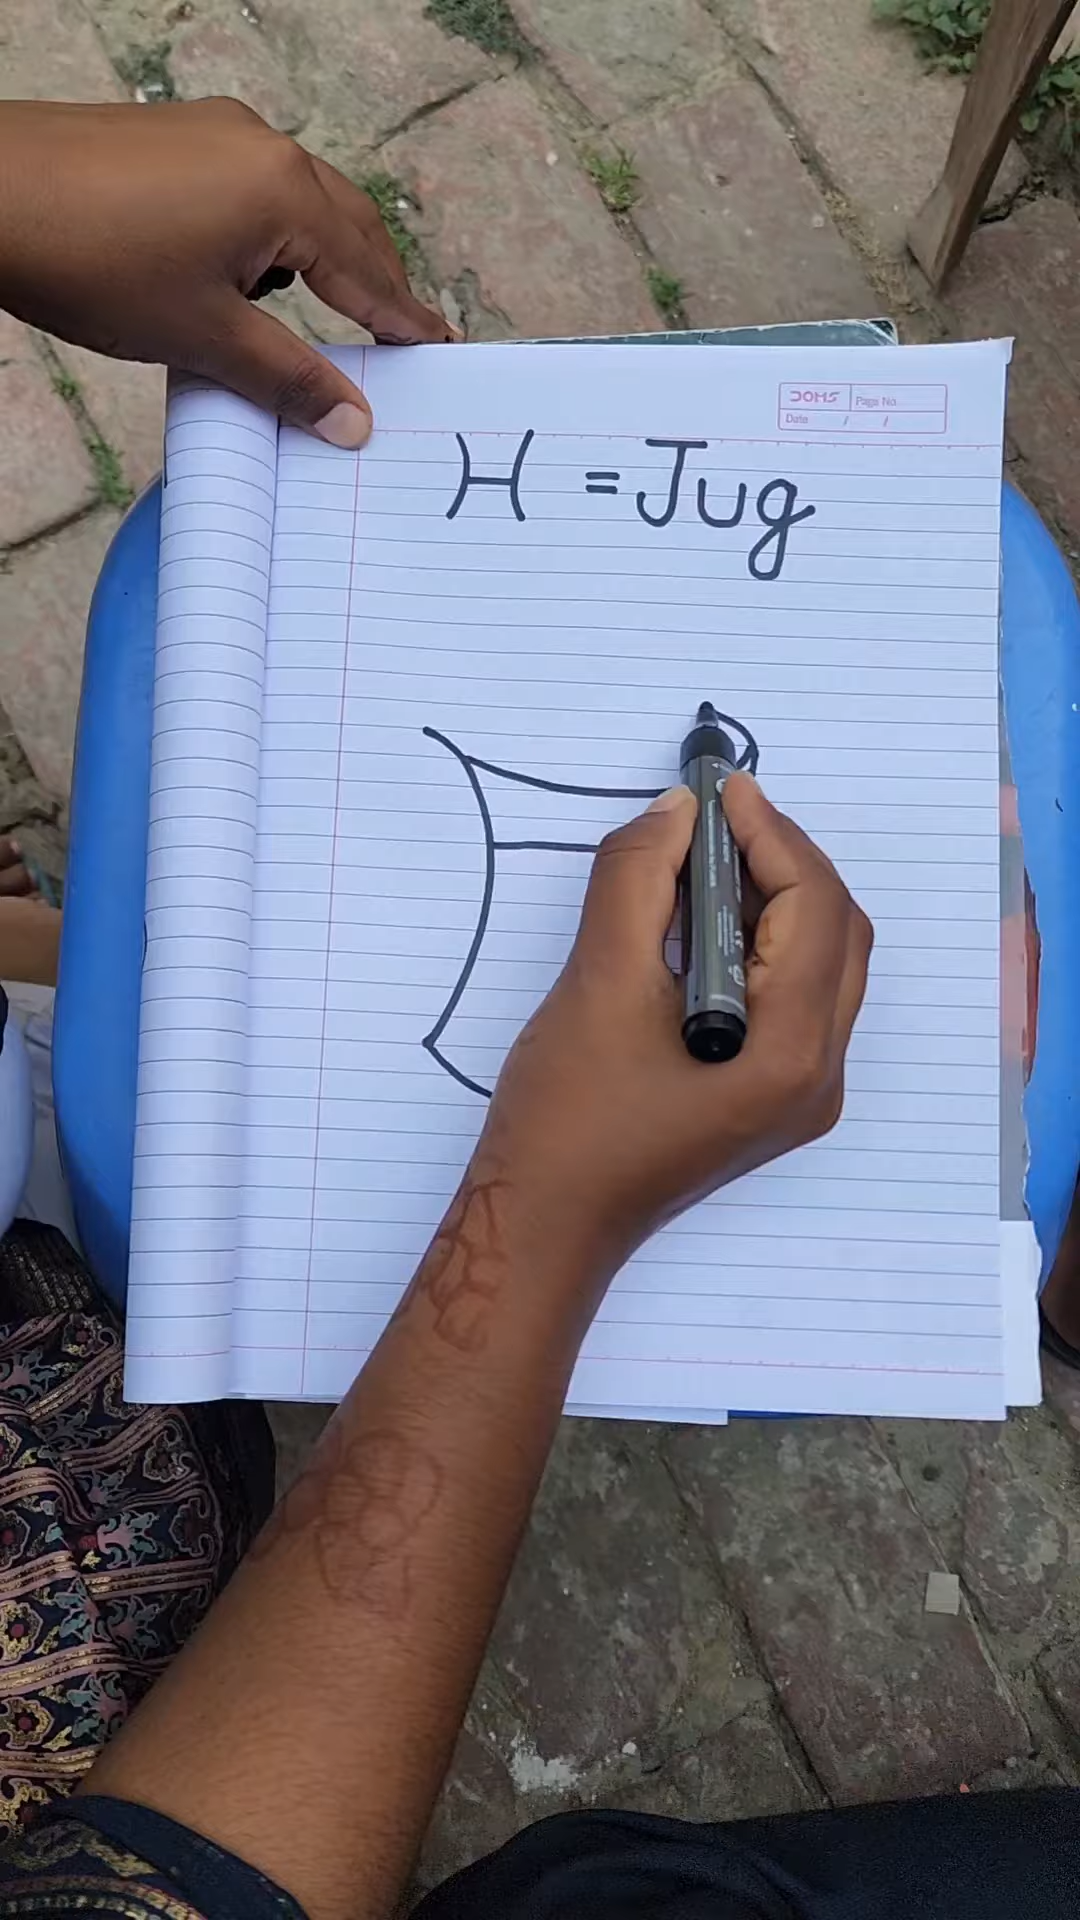 DOMS Page No.
Date / /
H = Jug